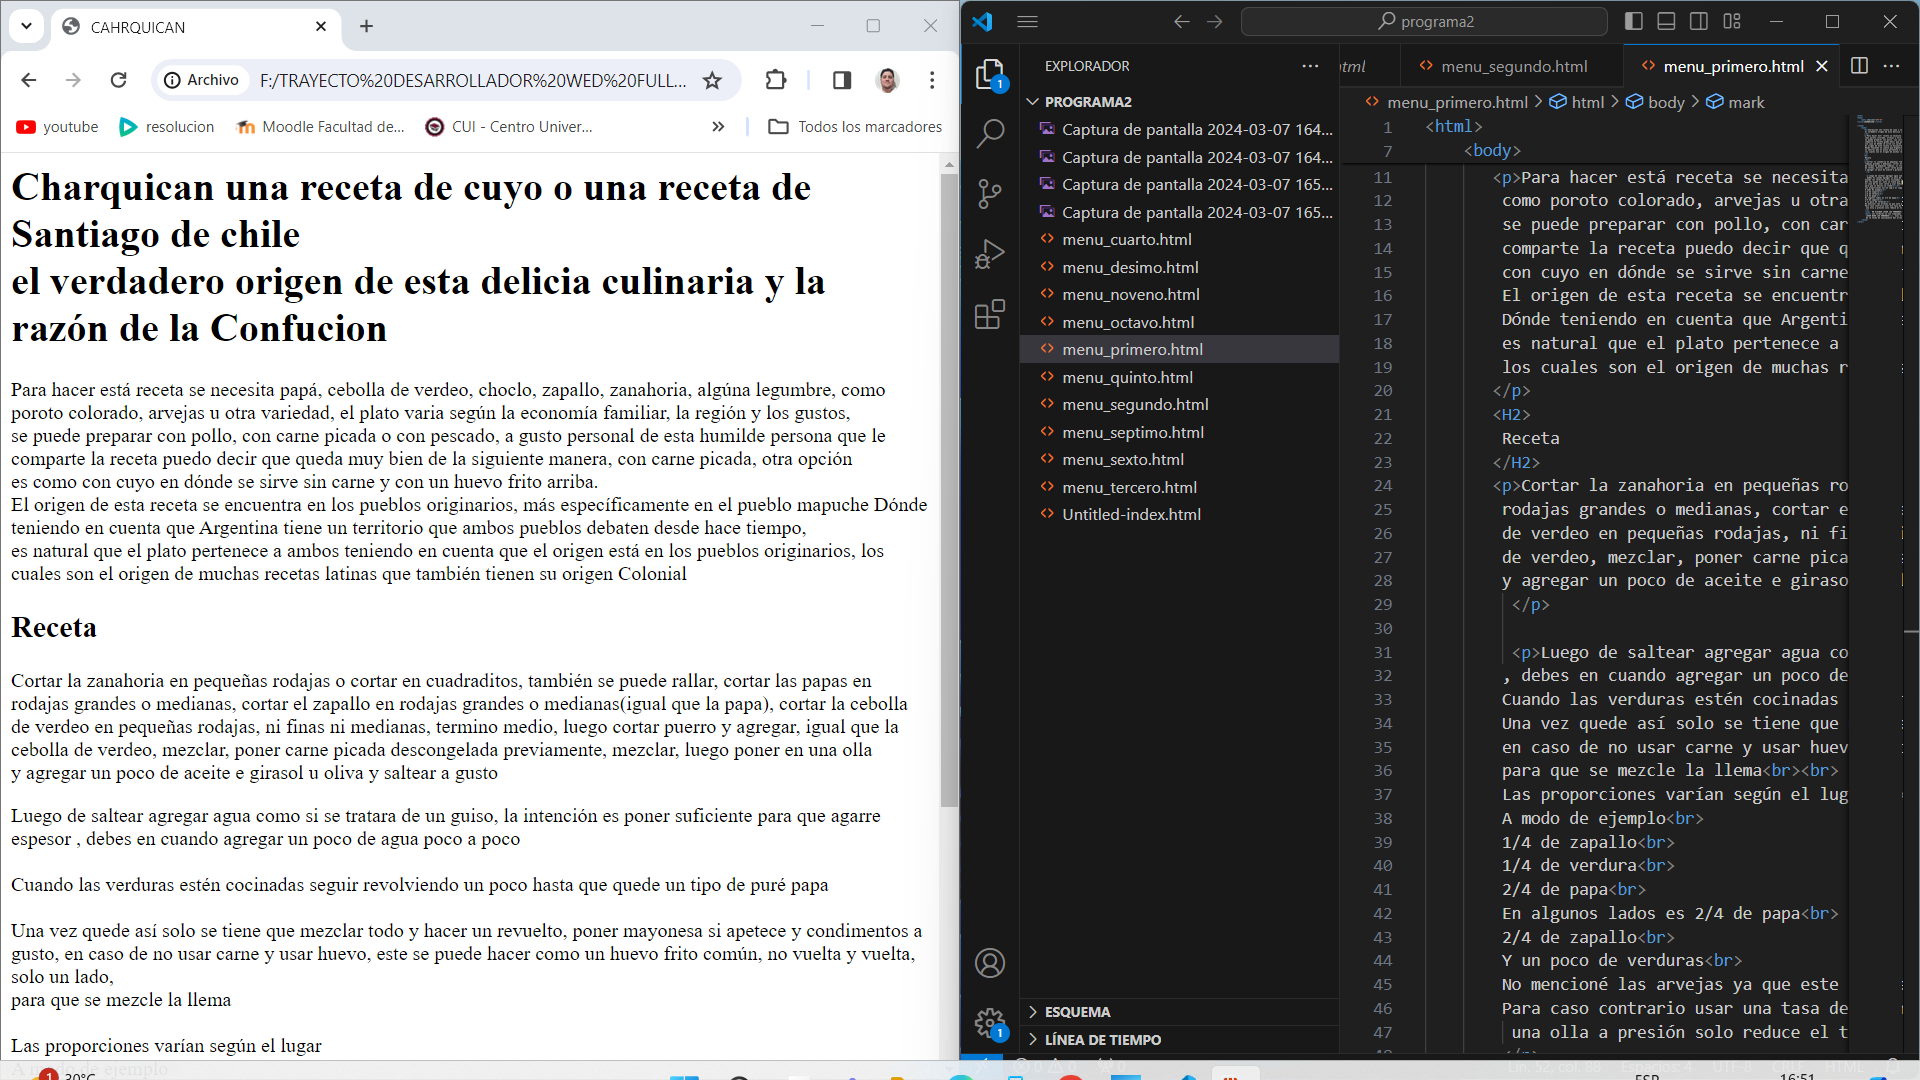 CAHRQUICAN
Archivo
F:/TRAYECTO%20DESARROLLADOR%20WED%20FULL...
youtube
resolucion
Moodle Facultad de...
CUI - Centro Univer...
Todos los marcadores
Charquican una receta de cuyo o una receta de
Santiago de chile
el verdadero origen de esta delicia culinaria y la
razón de la Confucion
Para hacer está receta se necesita papá, cebolla de verdeo, choclo, zapallo, zanahoria, algúna legumbre, como
poroto colorado, arvejas u otra variedad, el plato varia según la economía familiar, la región y los gustos,
se puede preparar con pollo, con carne picada o con pescado, a gusto personal de esta humilde persona que le
comparte la receta puedo decir que queda muy bien de la siguiente manera, con carne picada, otra opción
es como con cuyo en dónde se sirve sin carne y con un huevo frito arriba.
El origen de esta receta se encuentra en los pueblos originarios, más específicamente en el pueblo mapuche Dónde
teniendo en cuenta que Argentina tiene un territorio que ambos pueblos debaten desde hace tiempo,
es natural que el plato pertenece a ambos teniendo en cuenta que el origen está en los pueblos originarios, los
cuales son el origen de muchas recetas latinas que también tienen su origen Colonial
Receta
Cortar la zanahoria en pequeñas rodajas o cortar en cuadraditos, también se puede rallar, cortar las papas en
rodajas grandes o medianas, cortar el zapallo en rodajas grandes o medianas(igual que la papa), cortar la cebolla
de verdeo en pequeñas rodajas, ni finas ni medianas, termino medio, luego cortar puerro y agregar, igual que la
cebolla de verdeo, mezclar, poner carne picada descongelada previamente, mezclar, luego poner en una olla
y agregar un poco de aceite e girasol u oliva y saltear a gusto
Luego de saltear agregar agua como si se tratara de un guiso, la intención es poner suficiente para que agarre
espesor , debes en cuando agregar un poco de agua poco a poco
Cuando las verduras estén cocinadas seguir revolviendo un poco hasta que quede un tipo de puré papa
Una vez quede así solo se tiene que mezclar todo y hacer un revuelto, poner mayonesa si apetece y condimentos a
gusto, en caso de no usar carne y usar huevo, este se puede hacer como un huevo frito común, no vuelta y vuelta,
solo un lado,
para que se mezcle la llema
Las proporciones varían según el lugar
A modo de ejemplo
1
30°C
programa2
EXPLORADOR
PROGRAMA2
Captura de pantalla 2024-03-07 164...
Captura de pantalla 2024-03-07 164...
Captura de pantalla 2024-03-07 165...
Captura de pantalla 2024-03-07 165...
menu_cuarto.html
menu_desimo.html
menu_noveno.html
menu_octavo.html
menu_primero.html
menu_quinto.html
menu_segundo.html
menu_septimo.html
menu_sexto.html
menu_tercero.html
Untitled-index.html
ESQUEMA
LÍNEA DE TIEMPO
1
1
html
menu_segundo.html
menu_primero.html
menu_primero.html > html > body > mark
1 <html>
7 <body>
11 <p>Para hacer está receta se necesita
12 como poroto colorado, arvejas u otra
13 se puede preparar con pollo, con car
14 comparte la receta puedo decir que q
15 con cuyo en dónde se sirve sin carne
16 El origen de esta receta se encuentr
17 Dónde teniendo en cuenta que Argenti
18 es natural que el plato pertenece a
19 los cuales son el origen de muchas r
20 </p>
21 <H2>
22 Receta
23 </H2>
24 <p>Cortar la zanahoria en pequeñas ro
25 rodajas grandes o medianas, cortar e
26 de verdeo en pequeñas rodajas, ni fi
27 de verdeo, mezclar, poner carne pica
28 y agregar un poco de aceite e giraso
29 </p>
30
31 <p>Luego de saltear agregar agua co
32 , debes en cuando agregar un poco de
33 Cuando las verduras estén cocinadas
34 Una vez quede así solo se tiene que
35 en caso de no usar carne y usar huev
36 para que se mezcle la llema<br><br>
37 Las proporciones varían según el lug
38 A modo de ejemplo<br>
39 1/4 de zapallo<br>
40 1/4 de verdura<br>
41 2/4 de papa<br>
42 En algunos lados es 2/4 de papa<br>
43 2/4 de zapallo<br>
44 Y un poco de verduras<br>
45 No mencioné las arvejas ya que este
46 Para caso contrario usar una tasa de
47 una olla a presión solo reduce el t
Lín. 52, col. 88 Espacios: 4 UTF-8 HTML
ESP
16:51